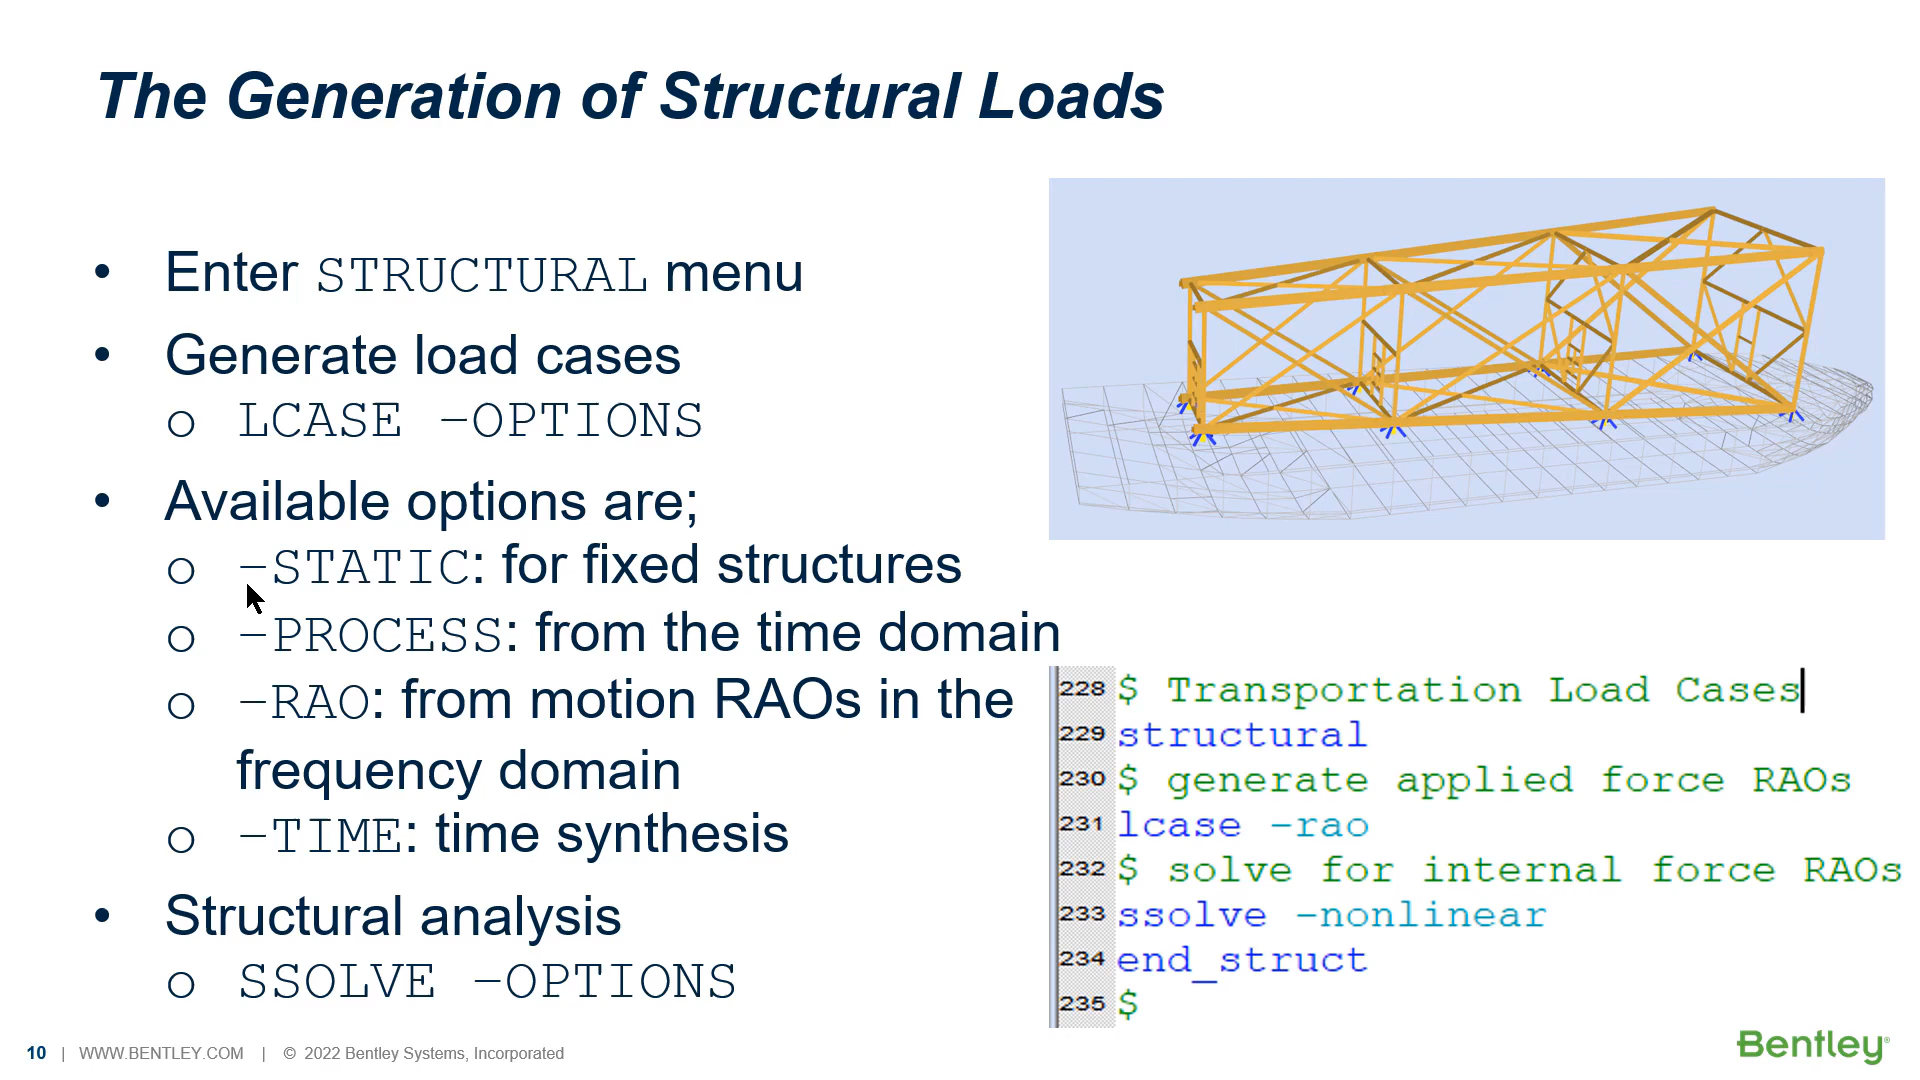 The Generation of Structural Loads
• Enter STRUCTURAL menu
• Generate load cases
o LCASE –OPTIONS
• Available options are;
o –STATIC: for fixed structures
o –PROCESS: from the time domain
o –RAO: from motion RAOs in the
frequency domain
o –TIME: time synthesis
• Structural analysis
o SSOLVE –OPTIONS
228 $ Transportation Load Cases
229 structural
230 $ generate applied force RAOs
231 lcase -rao
232 $ solve for internal force RAOs
233 ssolve -nonlinear
234 end_struct
235 $
10 | WWW.BENTLEY.COM | © 2022 Bentley Systems, Incorporated
Bentley®